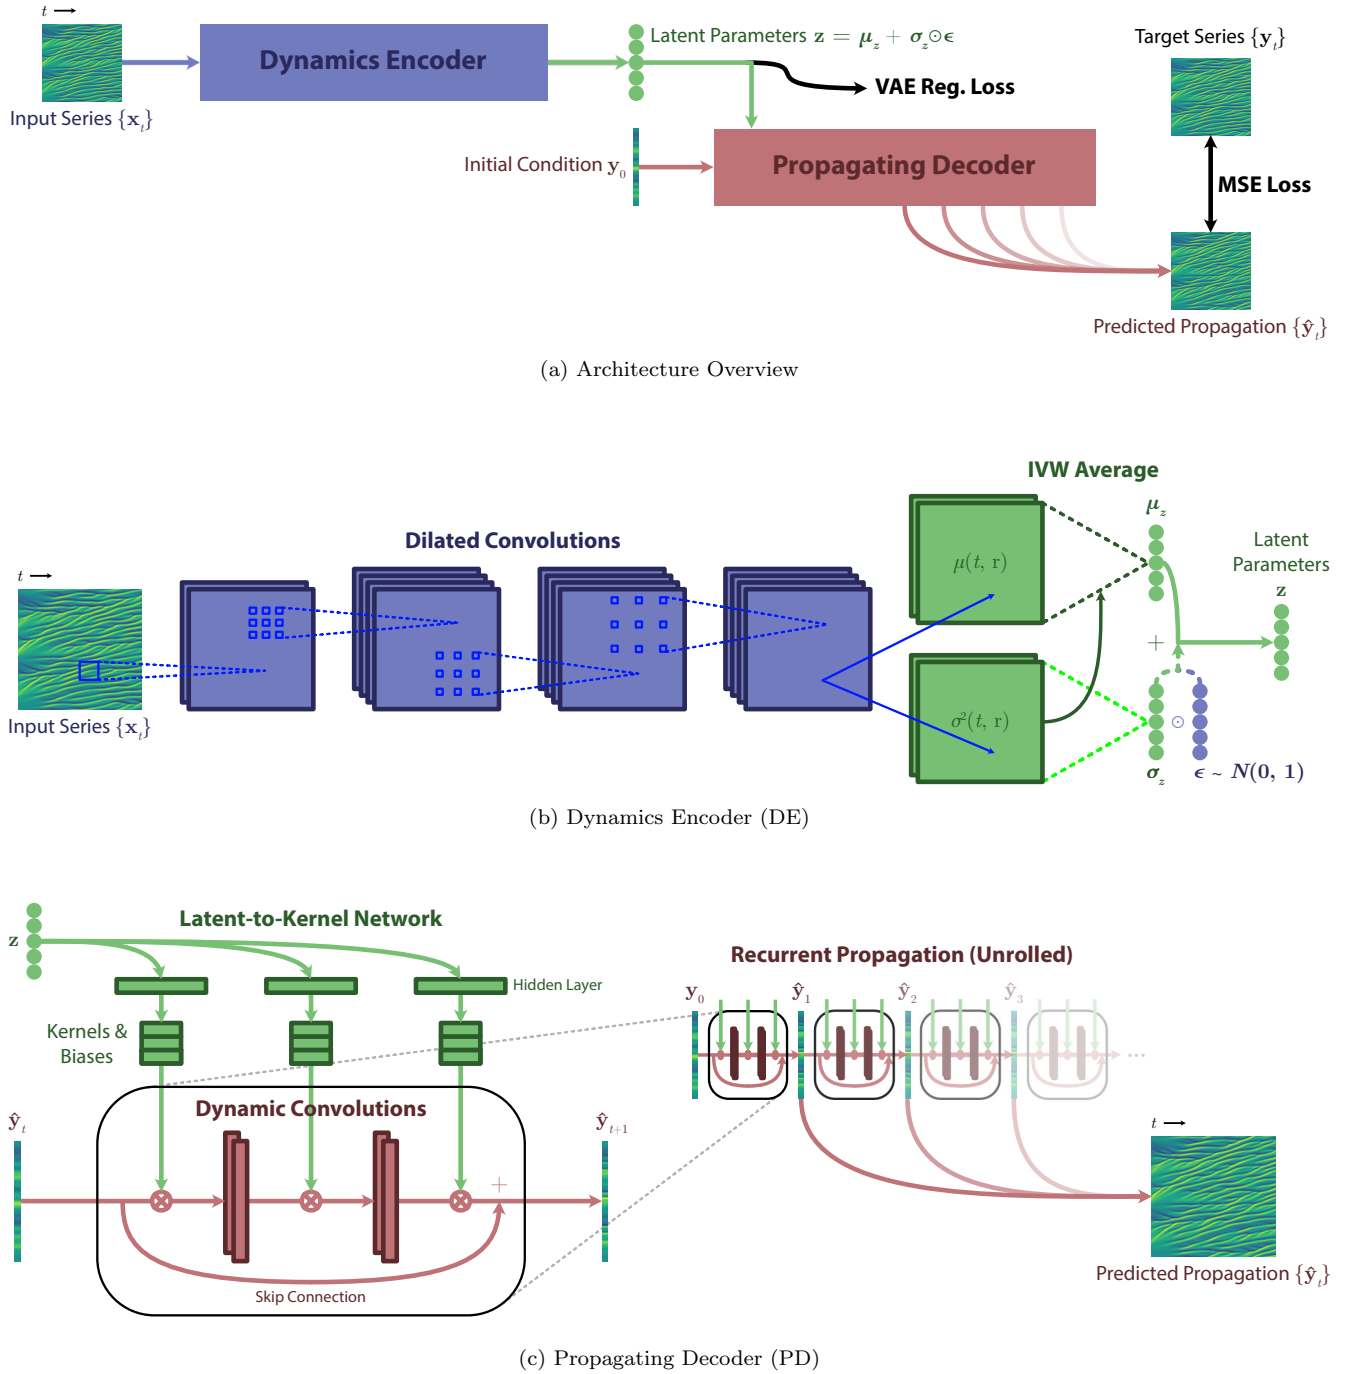 t
Dynamics Encoder
Latent Parameters z = μ_z + σ_z⊙ϵ
VAE Reg. Loss
Input Series {x_t}
Initial Condition y_0
Propagating Decoder
Target Series {y_t}
MSE Loss
Predicted Propagation {ŷ_t}
(a) Architecture Overview
IVW Average
Dilated Convolutions
t
Input Series {x_t}
μ(t, r)
σ²(t, r)
μ_z
+
⊙
σ_z
ϵ ~ N(0, 1)
Latent
Parameters
z
(b) Dynamics Encoder (DE)
Latent-to-Kernel Network
z
Hidden Layer
Kernels &
Biases
Dynamic Convolutions
ŷ_t
ŷ_{t+1}
+
Skip Connection
Recurrent Propagation (Unrolled)
y_0
ŷ_1
ŷ_2
ŷ_3
...
t
Predicted Propagation {ŷ_t}
(c) Propagating Decoder (PD)